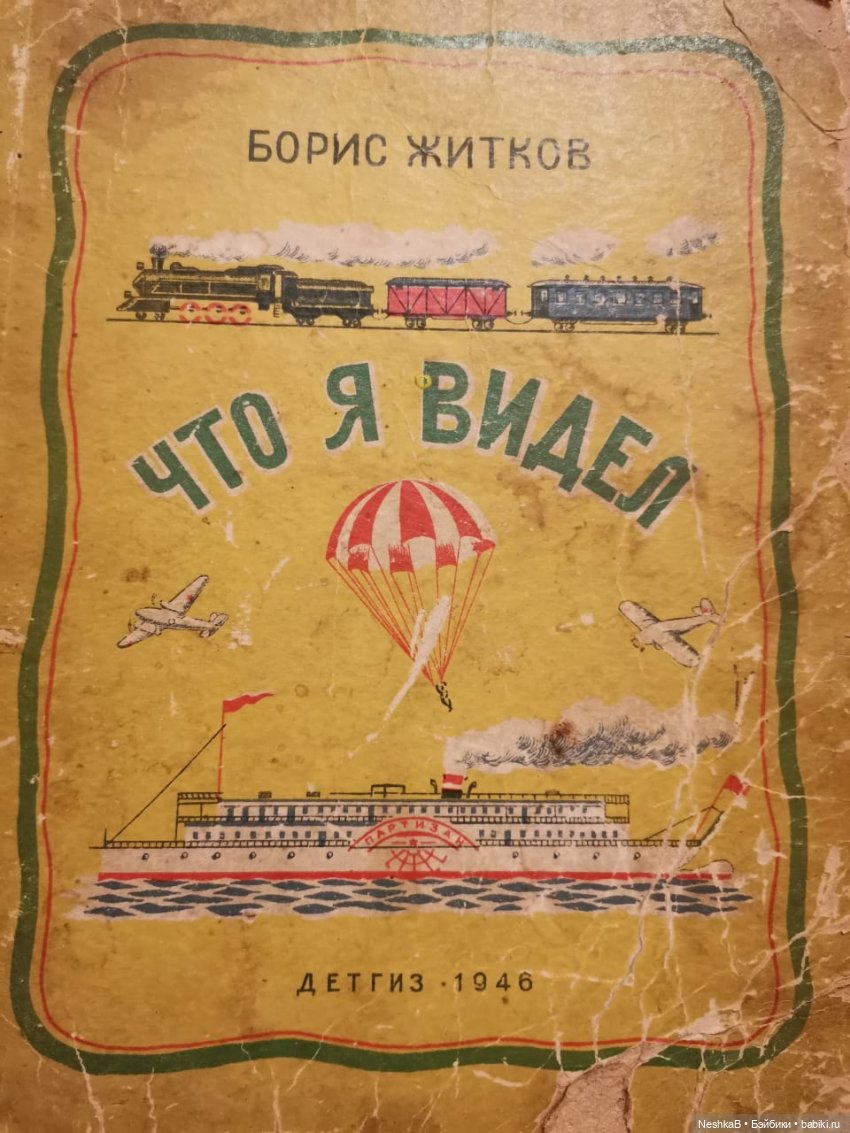 БОРИС ЖИТКОВ
ЧТО Я ВИДЕЛ
ПАРТИЗАН
ДЕТГИЗ · 1946
NeshkaB • Бэйбики • babiki.ru